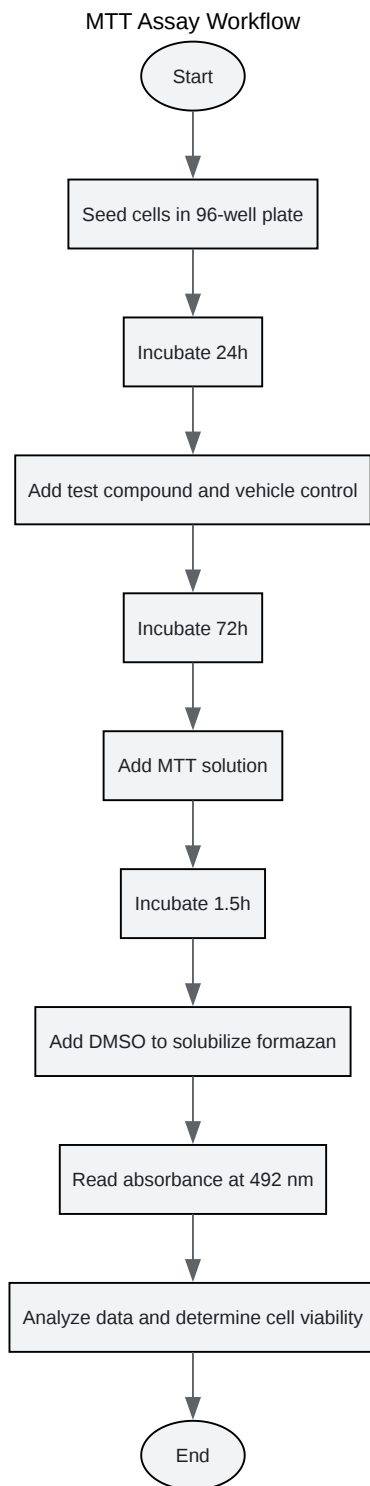 MTT Assay Workflow
Start
Seed cells in 96-well plate
Incubate 24h
Add test compound and vehicle control
Incubate 72h
Add MTT solution
Incubate 1.5h
Add DMSO to solubilize formazan
Read absorbance at 492 nm
Analyze data and determine cell viability
End